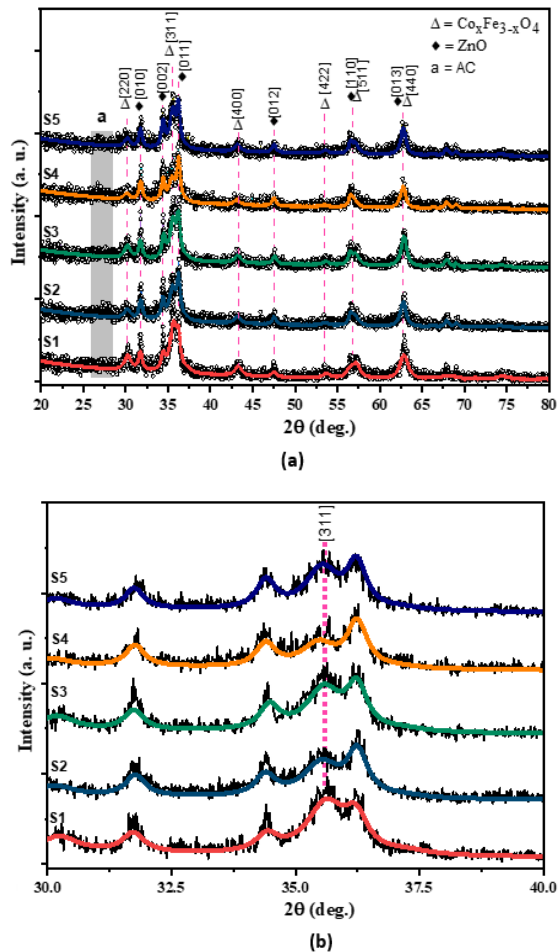 Δ = CoₓFe₃₋ₓO₄
♦ = ZnO
a = AC
Δ[220]
♦[010]
♦[002]
Δ[311]
♦[011]
Δ[400]
♦[012]
Δ[422]
♦[110]
Δ[511]
♦[013]
Δ[440]
a
S5
S4
S3
S2
S1
Intensity (a. u.)
20 25 30 35 40 45 50 55 60 65 70 75 80
2θ (deg.)
(a)
[311]
S5
S4
S3
S2
S1
Intensity (a. u.)
30.0 32.5 35.0 37.5 40.0
2θ (deg.)
(b)